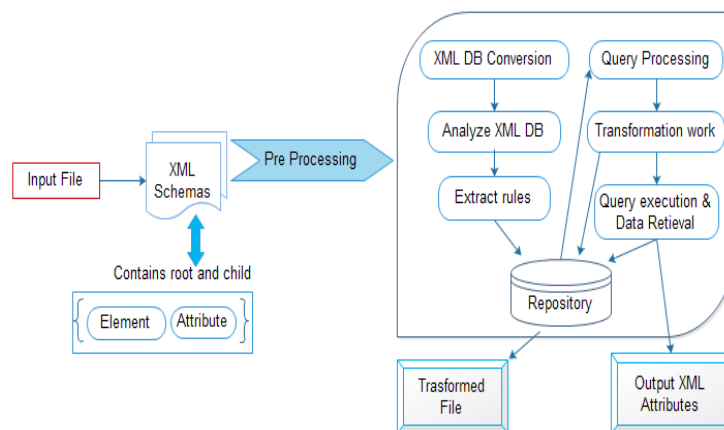 Input File
XML
Schemas
Pre Processing
Contains root and child
{ Element Attribute }
XML DB Conversion
Analyze XML DB
Extract rules
Query Processing
Transformation work
Query execution &
Data Retieval
Repository
Trasformed
File
Output XML
Attributes